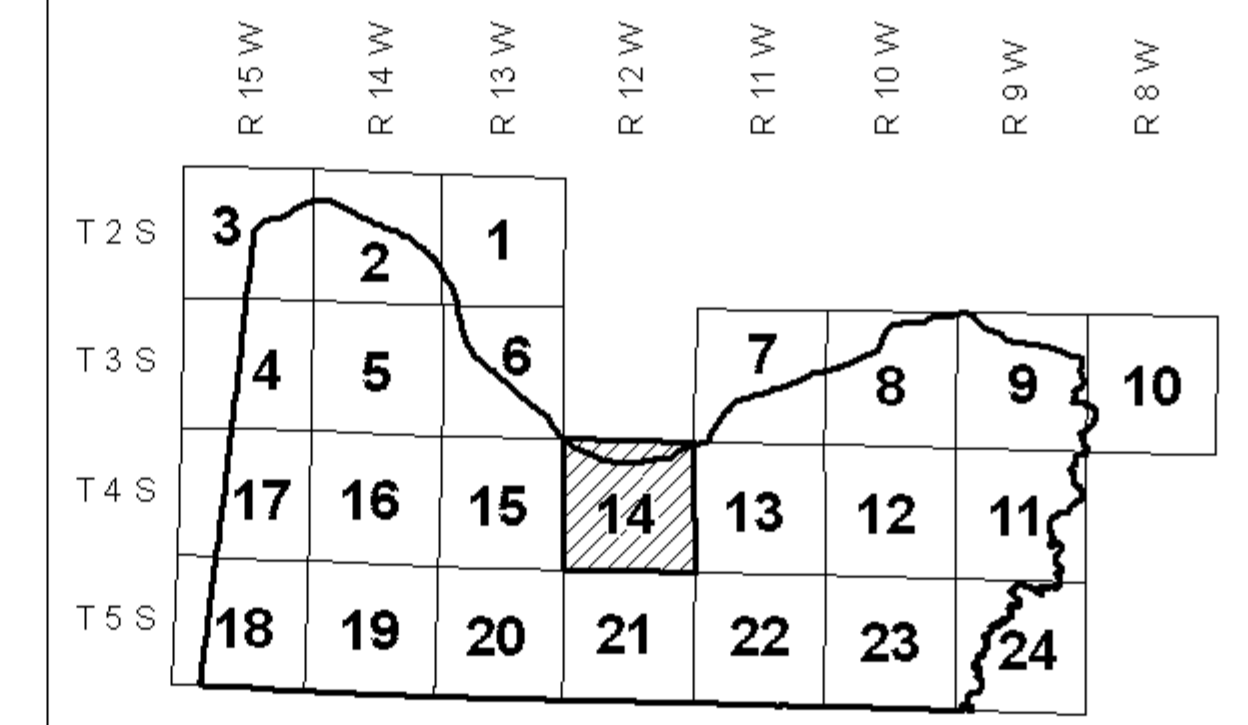 R 15 W R 14 W R 13 W R 12 W R 11 W R 10 W R 9 W R 8 W
T 2 S 3 2 1
T 3 S 4 5 6 7 8 9 10
T 4 S 17 16 15 14 13 12 11
T 5 S 18 19 20 21 22 23 24